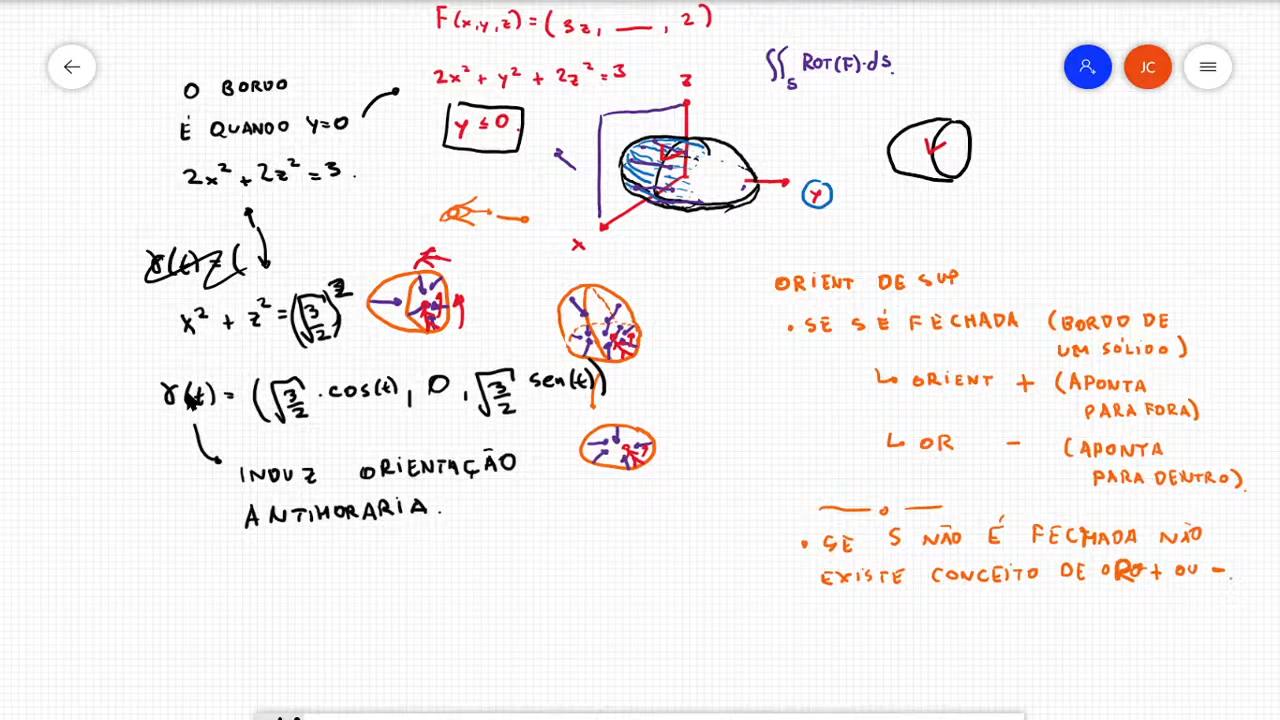 F(x,y,z) = (3z, ___, 2)
2x² + y² + 2z² = 3
y ≤ 0
∬s ROT(F)·ds.
JC
O BORDO
É QUANDO Y=0
2x² + 2z² = 3.
z
y
x
γ(t) = (
x² + z² = (√3/2)²
γ(t) = (√3/2 · cos(t), 0, √3/2 sen(t))
INDUZ ORIENTAÇÃO
ANTIHORARIA.
ORIENT DE SUP
• SE S É FECHADA (BORDO DE
UM SÓLIDO)
↳ ORIENT + (APONTA
PARA FORA)
↳ OR - (APONTA
PARA DENTRO).
• SE S NÃO É FECHADA NÃO
EXISTE CONCEITO DE OR + OU -.